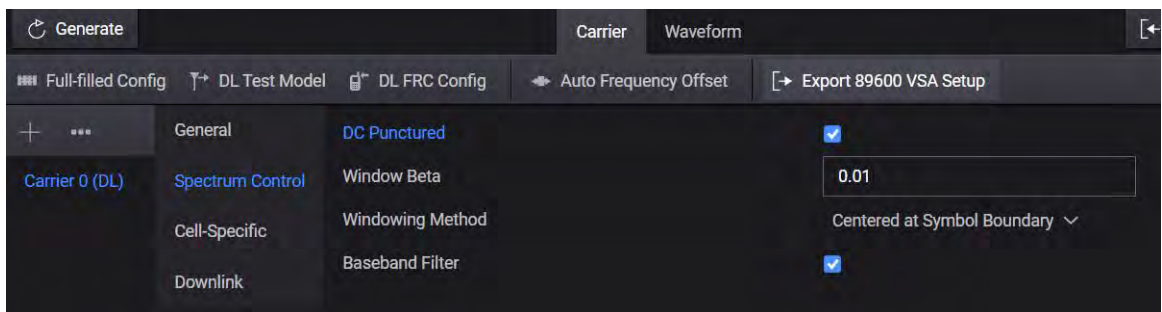 Generate
Carrier Waveform
Full-filled Config DL Test Model DL FRC Config Auto Frequency Offset Export 89600 VSA Setup
General DC Punctured
Carrier 0 (DL) Spectrum Control Window Beta 0.01
Cell-Specific Windowing Method Centered at Symbol Boundary
Downlink Baseband Filter